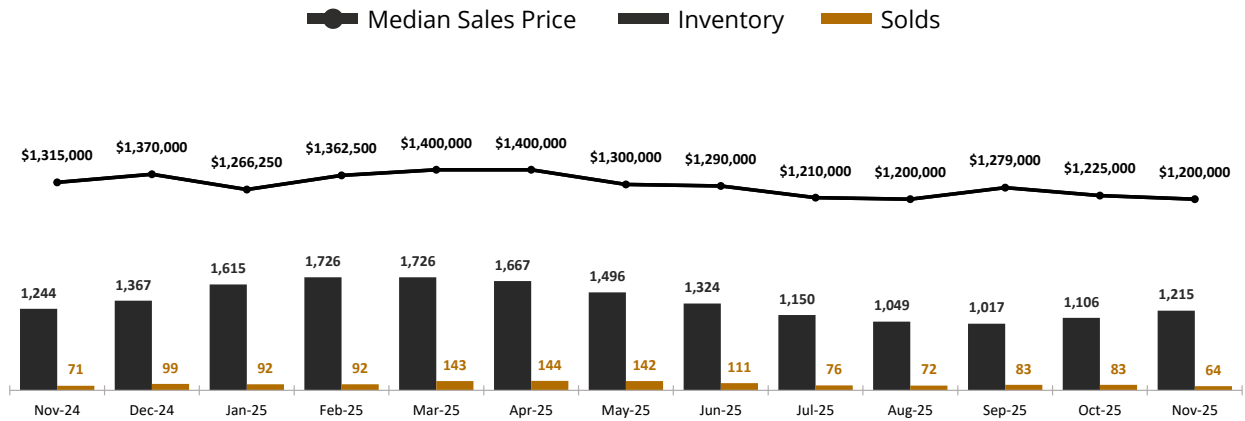 Median Sales Price Inventory Solds
$1,315,000 $1,370,000 $1,266,250 $1,362,500 $1,400,000 $1,400,000 $1,300,000 $1,290,000 $1,210,000 $1,200,000 $1,279,000 $1,225,000 $1,200,000
1,244 1,367 1,615 1,726 1,726 1,667 1,496 1,324 1,150 1,049 1,017 1,106 1,215
71 99 92 92 143 144 142 111 76 72 83 83 64
Nov-24 Dec-24 Jan-25 Feb-25 Mar-25 Apr-25 May-25 Jun-25 Jul-25 Aug-25 Sep-25 Oct-25 Nov-25